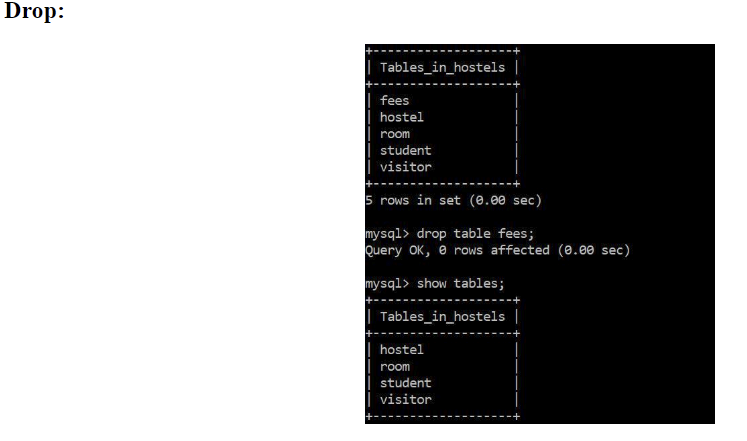 Drop:
+-------------------+
| Tables_in_hostels |
+-------------------+
| fees              |
| hostel            |
| room              |
| student           |
| visitor           |
+-------------------+
5 rows in set (0.00 sec)
mysql> drop table fees;
Query OK, 0 rows affected (0.00 sec)
mysql> show tables;
+-------------------+
| Tables_in_hostels |
+-------------------+
| hostel            |
| room              |
| student           |
| visitor           |
+-------------------+